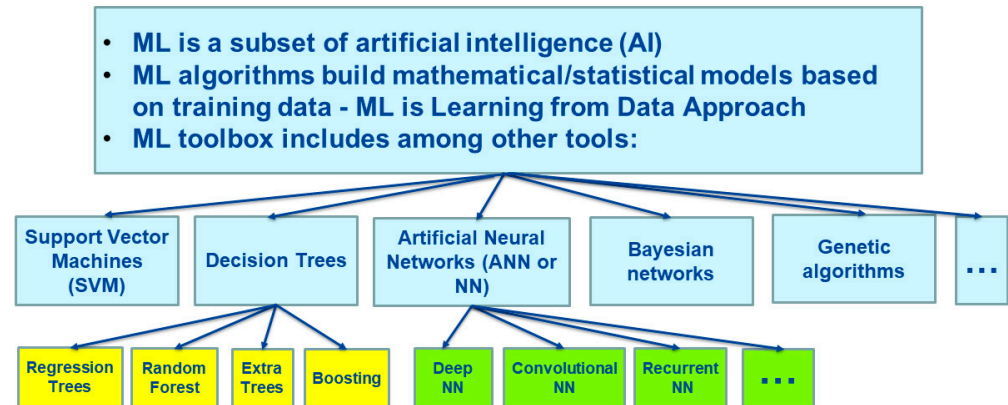 • ML is a subset of artificial intelligence (AI)
• ML algorithms build mathematical/statistical models based
on training data - ML is Learning from Data Approach
• ML toolbox includes among other tools:
Support Vector
Machines
(SVM)
Decision Trees
Artificial Neural
Networks (ANN or
NN)
Bayesian
networks
Genetic
algorithms
...
Regression
Trees
Random
Forest
Extra
Trees
Boosting
Deep
NN
Convolutional
NN
Recurrent
NN
...